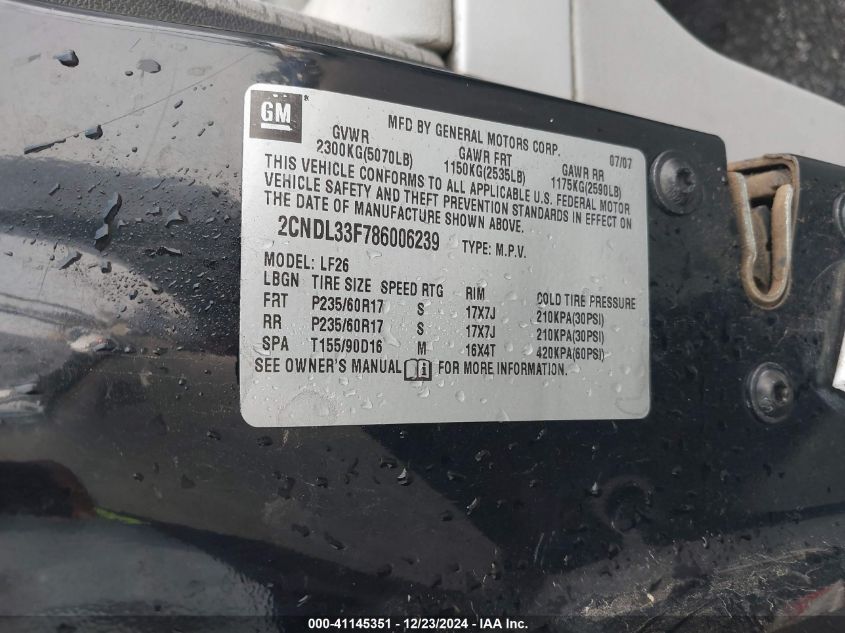 GM
MFD BY GENERAL MOTORS CORP. 07/07
GVWR GAWR FRT GAWR RR
2300KG(5070LB) 1150KG(2535LB) 1175KG(2590LB)
THIS VEHICLE CONFORMS TO ALL APPLICABLE U.S. FEDERAL MOTOR
VEHICLE SAFETY AND THEFT PREVENTION STANDARDS IN EFFECT ON
THE DATE OF MANUFACTURE SHOWN ABOVE.
2CNDL33F786006239 TYPE: M.P.V.
MODEL: LF26
LBGN TIRE SIZE SPEED RTG RIM COLD TIRE PRESSURE
FRT P235/60R17 S 17X7J 210KPA(30PSI)
RR P235/60R17 S 17X7J 210KPA(30PSI)
SPA T155/90D16 M 16X4T 420KPA(60PSI)
SEE OWNER'S MANUAL i FOR MORE INFORMATION.
000-41145351 - 12/23/2024 - IAAI Inc.